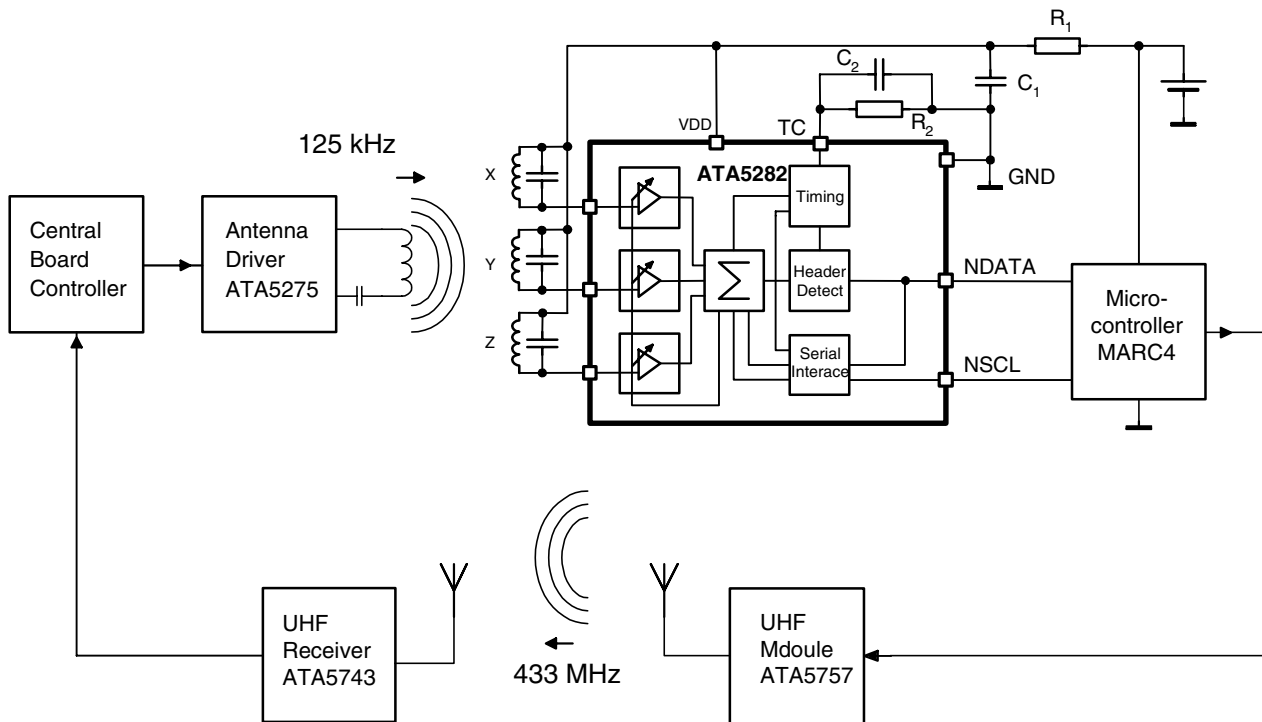 R1
C2
C1
R2
VDD
TC
125 kHz
X
ATA5282
Timing
GND
Central
Board
Controller
Antenna
Driver
ATA5275
Y
Σ
Header
Detect
NDATA
Micro-
controller
MARC4
Z
Serial
Interace
NSCL
UHF
Receiver
ATA5743
433 MHz
UHF
Mdoule
ATA5757